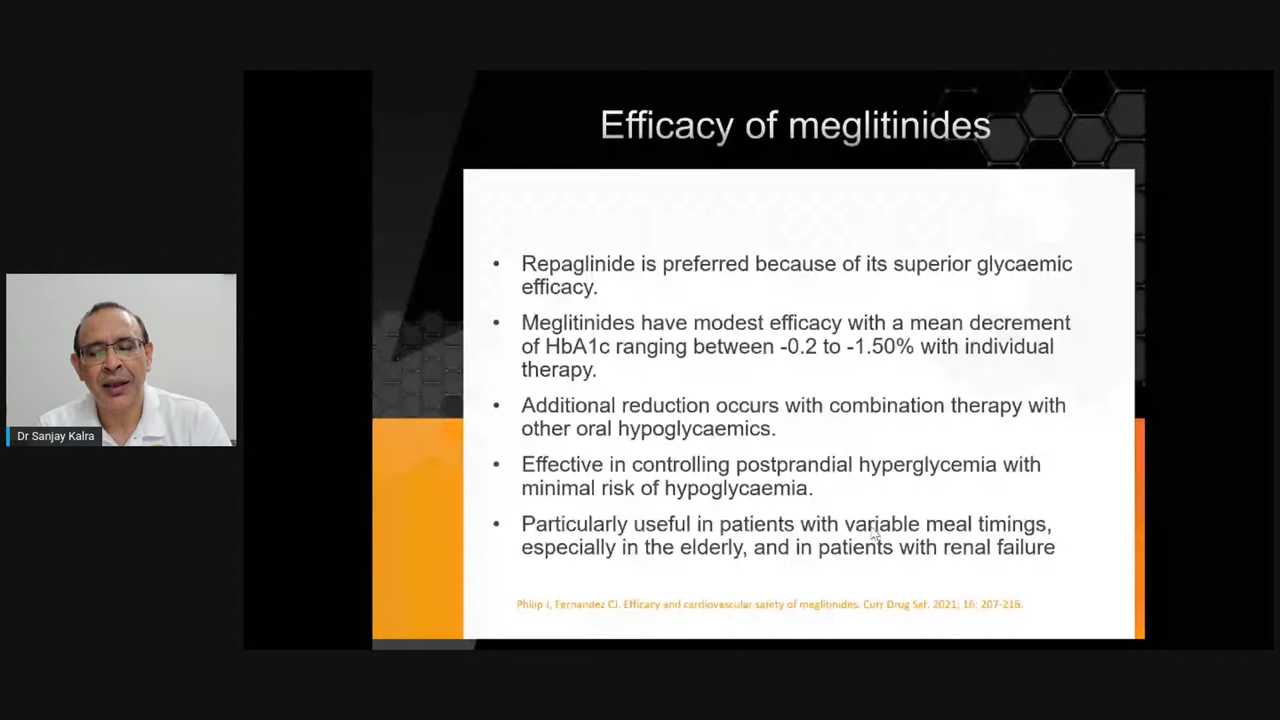 Efficacy of meglitinides
• Repaglinide is preferred because of its superior glycaemic
efficacy.
• Meglitinides have modest efficacy with a mean decrement
of HbA1c ranging between -0.2 to -1.50% with individual
therapy.
• Additional reduction occurs with combination therapy with
other oral hypoglycaemics.
• Effective in controlling postprandial hyperglycemia with
minimal risk of hypoglycaemia.
• Particularly useful in patients with variable meal timings,
especially in the elderly, and in patients with renal failure
Philip J, Fernandez CJ. Efficacy and cardiovascular safety of meglitinides. Curr Drug Saf. 2021; 16: 207-216.
Dr Sanjay Kalra